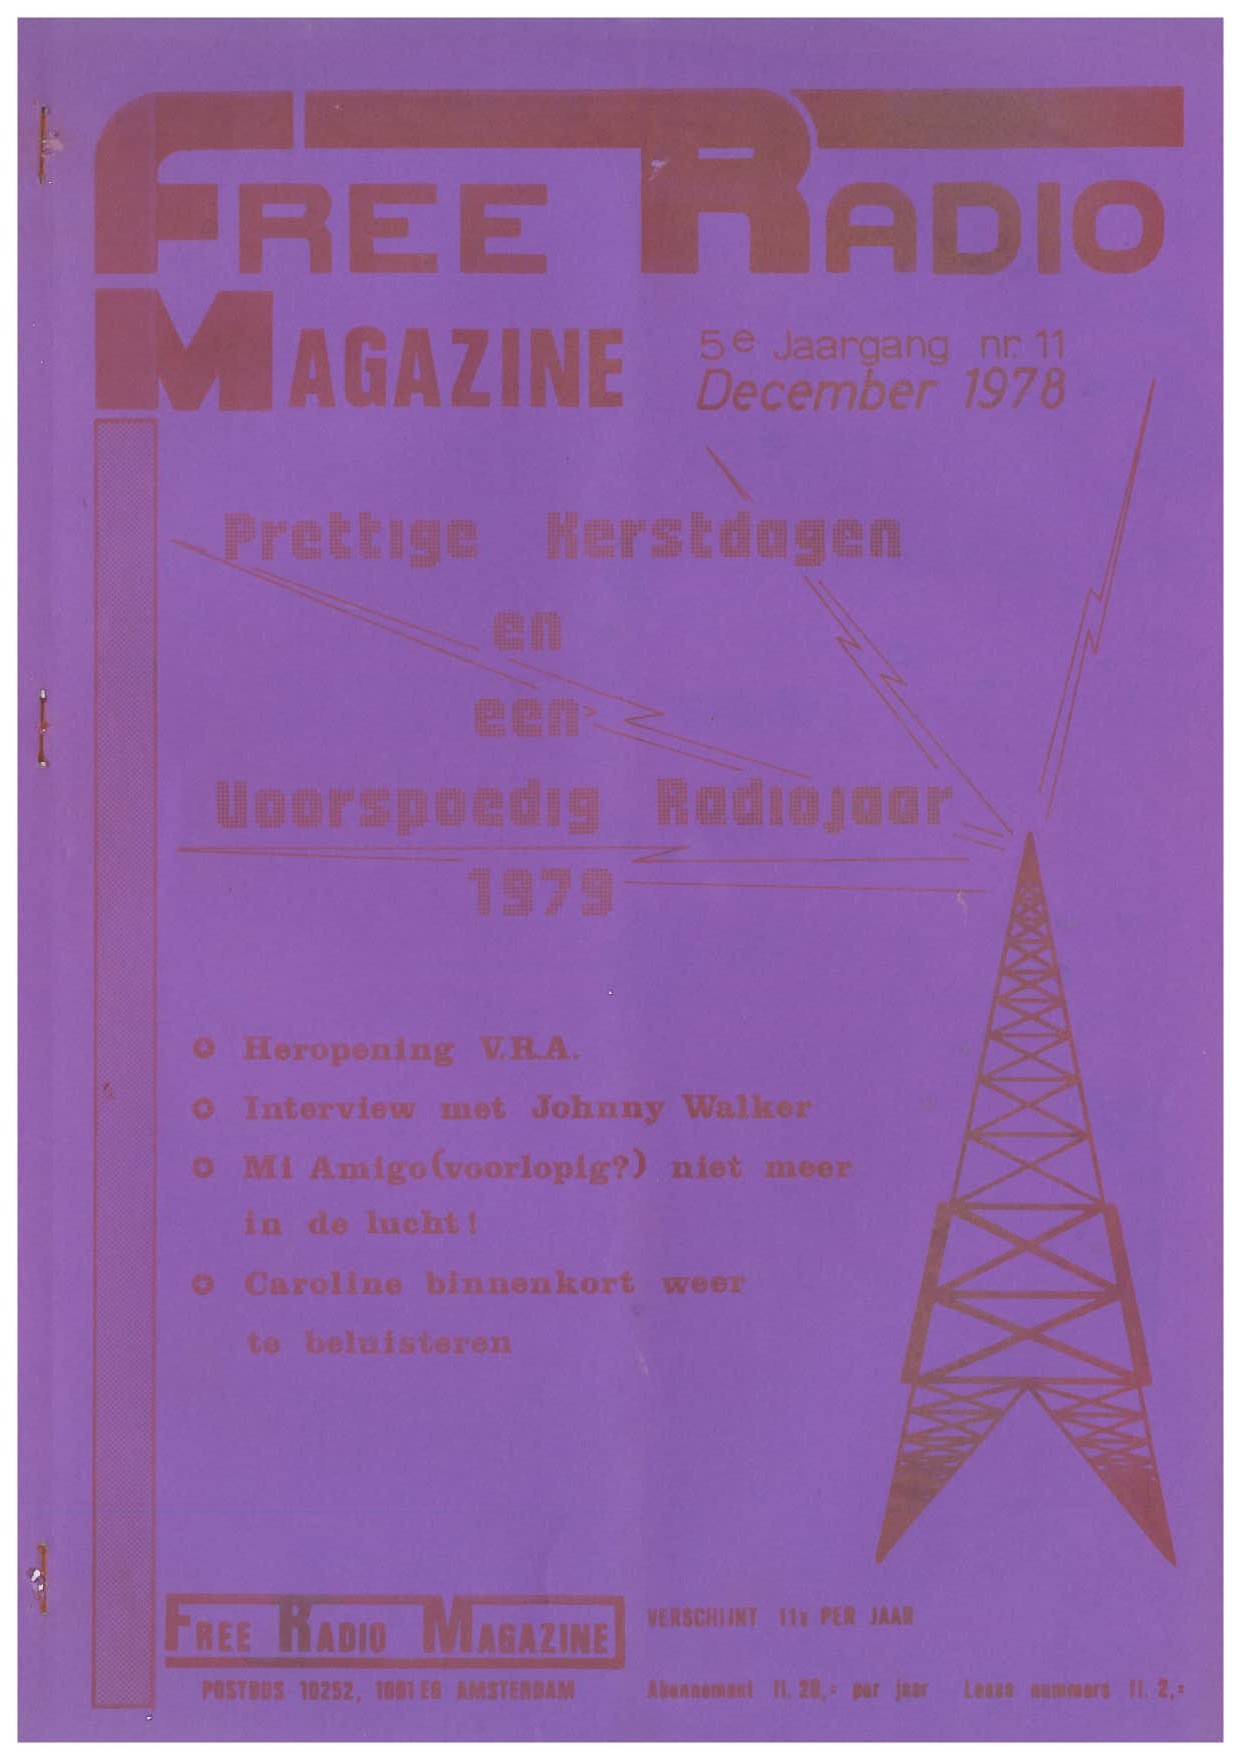 FREE RADIO
MAGAZINE
5e Jaargang nr. 11
December 1978
Prettige Kerstdagen
en
een
Voorspoedig Radiojaar
1979
Heropening V.R.A.
Interview met Johnny Walker
Mi Amigo(voorlopig?) niet meer
in de lucht!
Caroline binnenkort weer
te beluisteren
FREE RADIO MAGAZINE
VERSCHIJNT 11x PER JAAR
POSTBUS 10252, 1001 EG AMSTERDAM
Abonnement fl. 20,= per jaar Losse nummers fl. 2,=